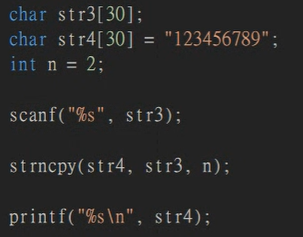 char str3[30];
char str4[30] = "123456789";
int n = 2;
scanf("%s", str3);
strncpy(str4, str3, n);
printf("%s\n", str4);